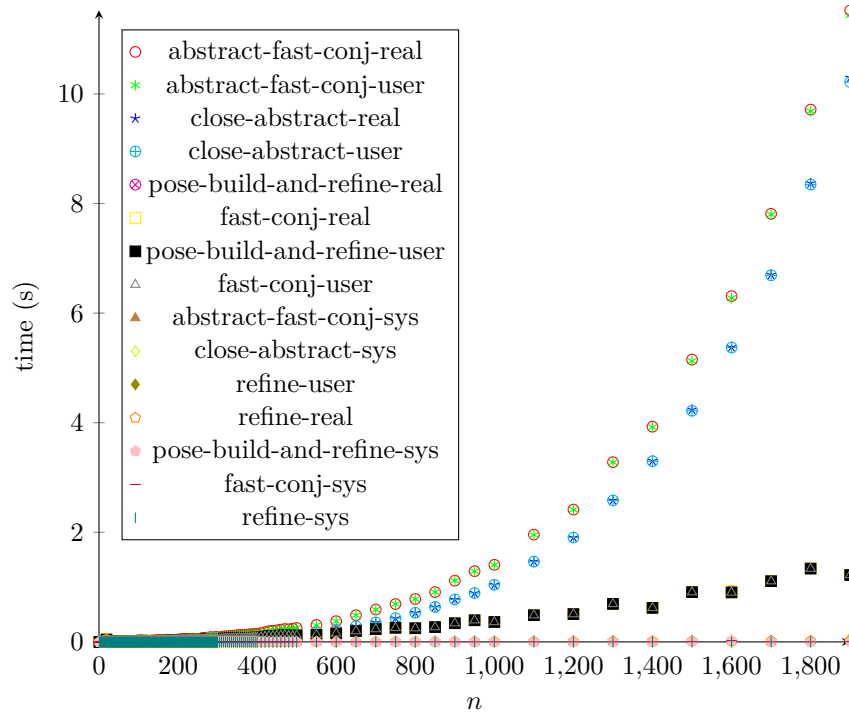 abstract-fast-conj-real
abstract-fast-conj-user
close-abstract-real
close-abstract-user
pose-build-and-refine-real
fast-conj-real
pose-build-and-refine-user
fast-conj-user
abstract-fast-conj-sys
close-abstract-sys
refine-user
refine-real
pose-build-and-refine-sys
fast-conj-sys
refine-sys
10
8
6
4
2
0
time (s)
0 200 400 600 800 1,000 1,200 1,400 1,600 1,800
n